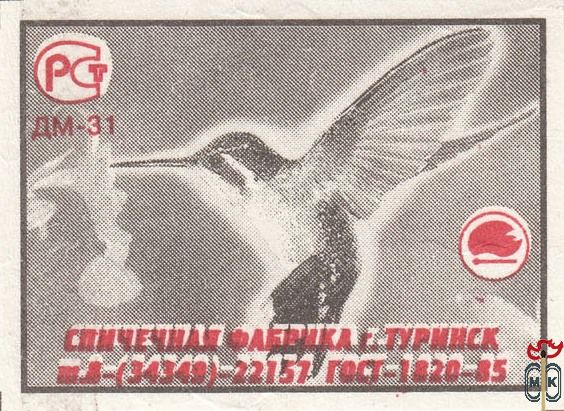 РСТ
ДМ-31
СПИЧЕЧНАЯ ФАБРИКА г. ТУРИНСК
т.8-(34349)-22157 ГОСТ-1820-85
МК